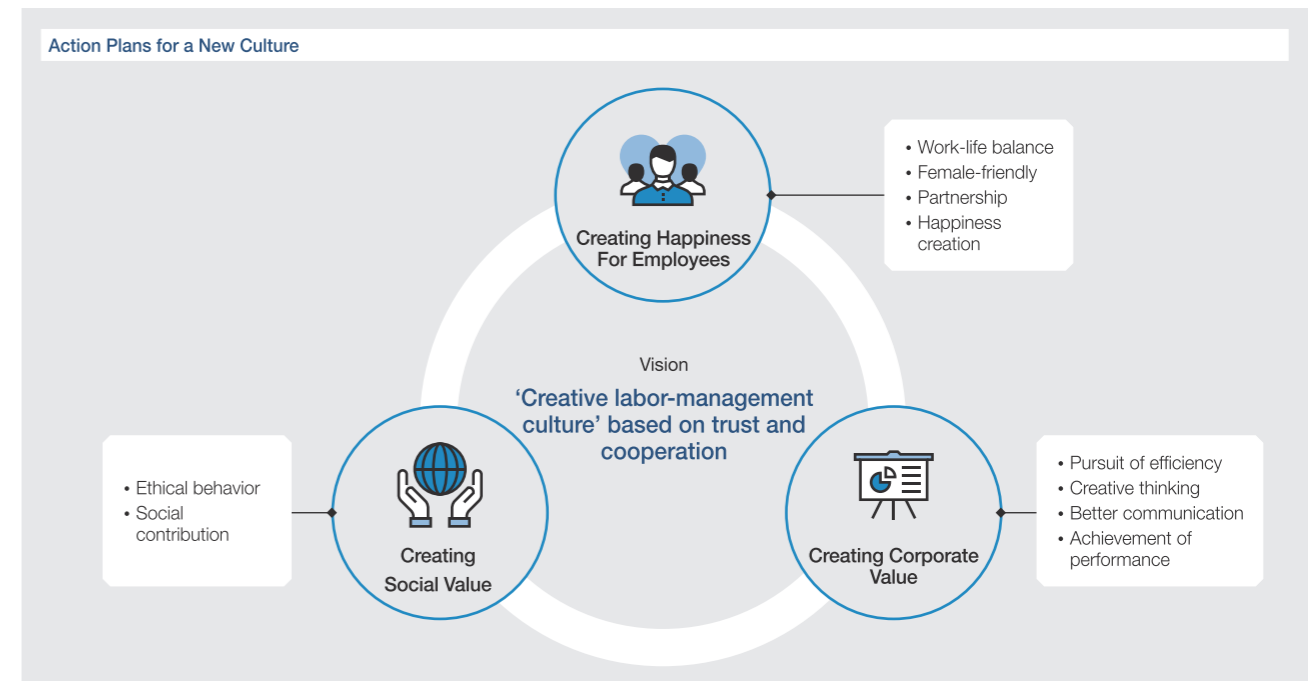 Action Plans for a New Culture
Creating Happiness
For Employees
• Work-life balance
• Female-friendly
• Partnership
• Happiness
creation
Vision
‘Creative labor-management
culture’ based on trust and
cooperation
• Ethical behavior
• Social
contribution
Creating
Social Value
Creating Corporate
Value
• Pursuit of efficiency
• Creative thinking
• Better communication
• Achievement of
performance